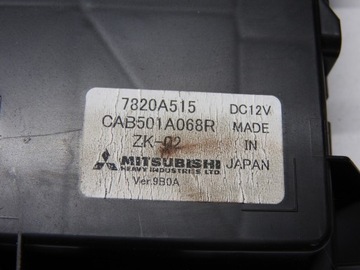 7820A515 DC12V
CAB501A068R MADE
ZK-02 IN
MITSUBISHI JAPAN
HEAVY INDUSTRIES LTD.
Ver.9B0A